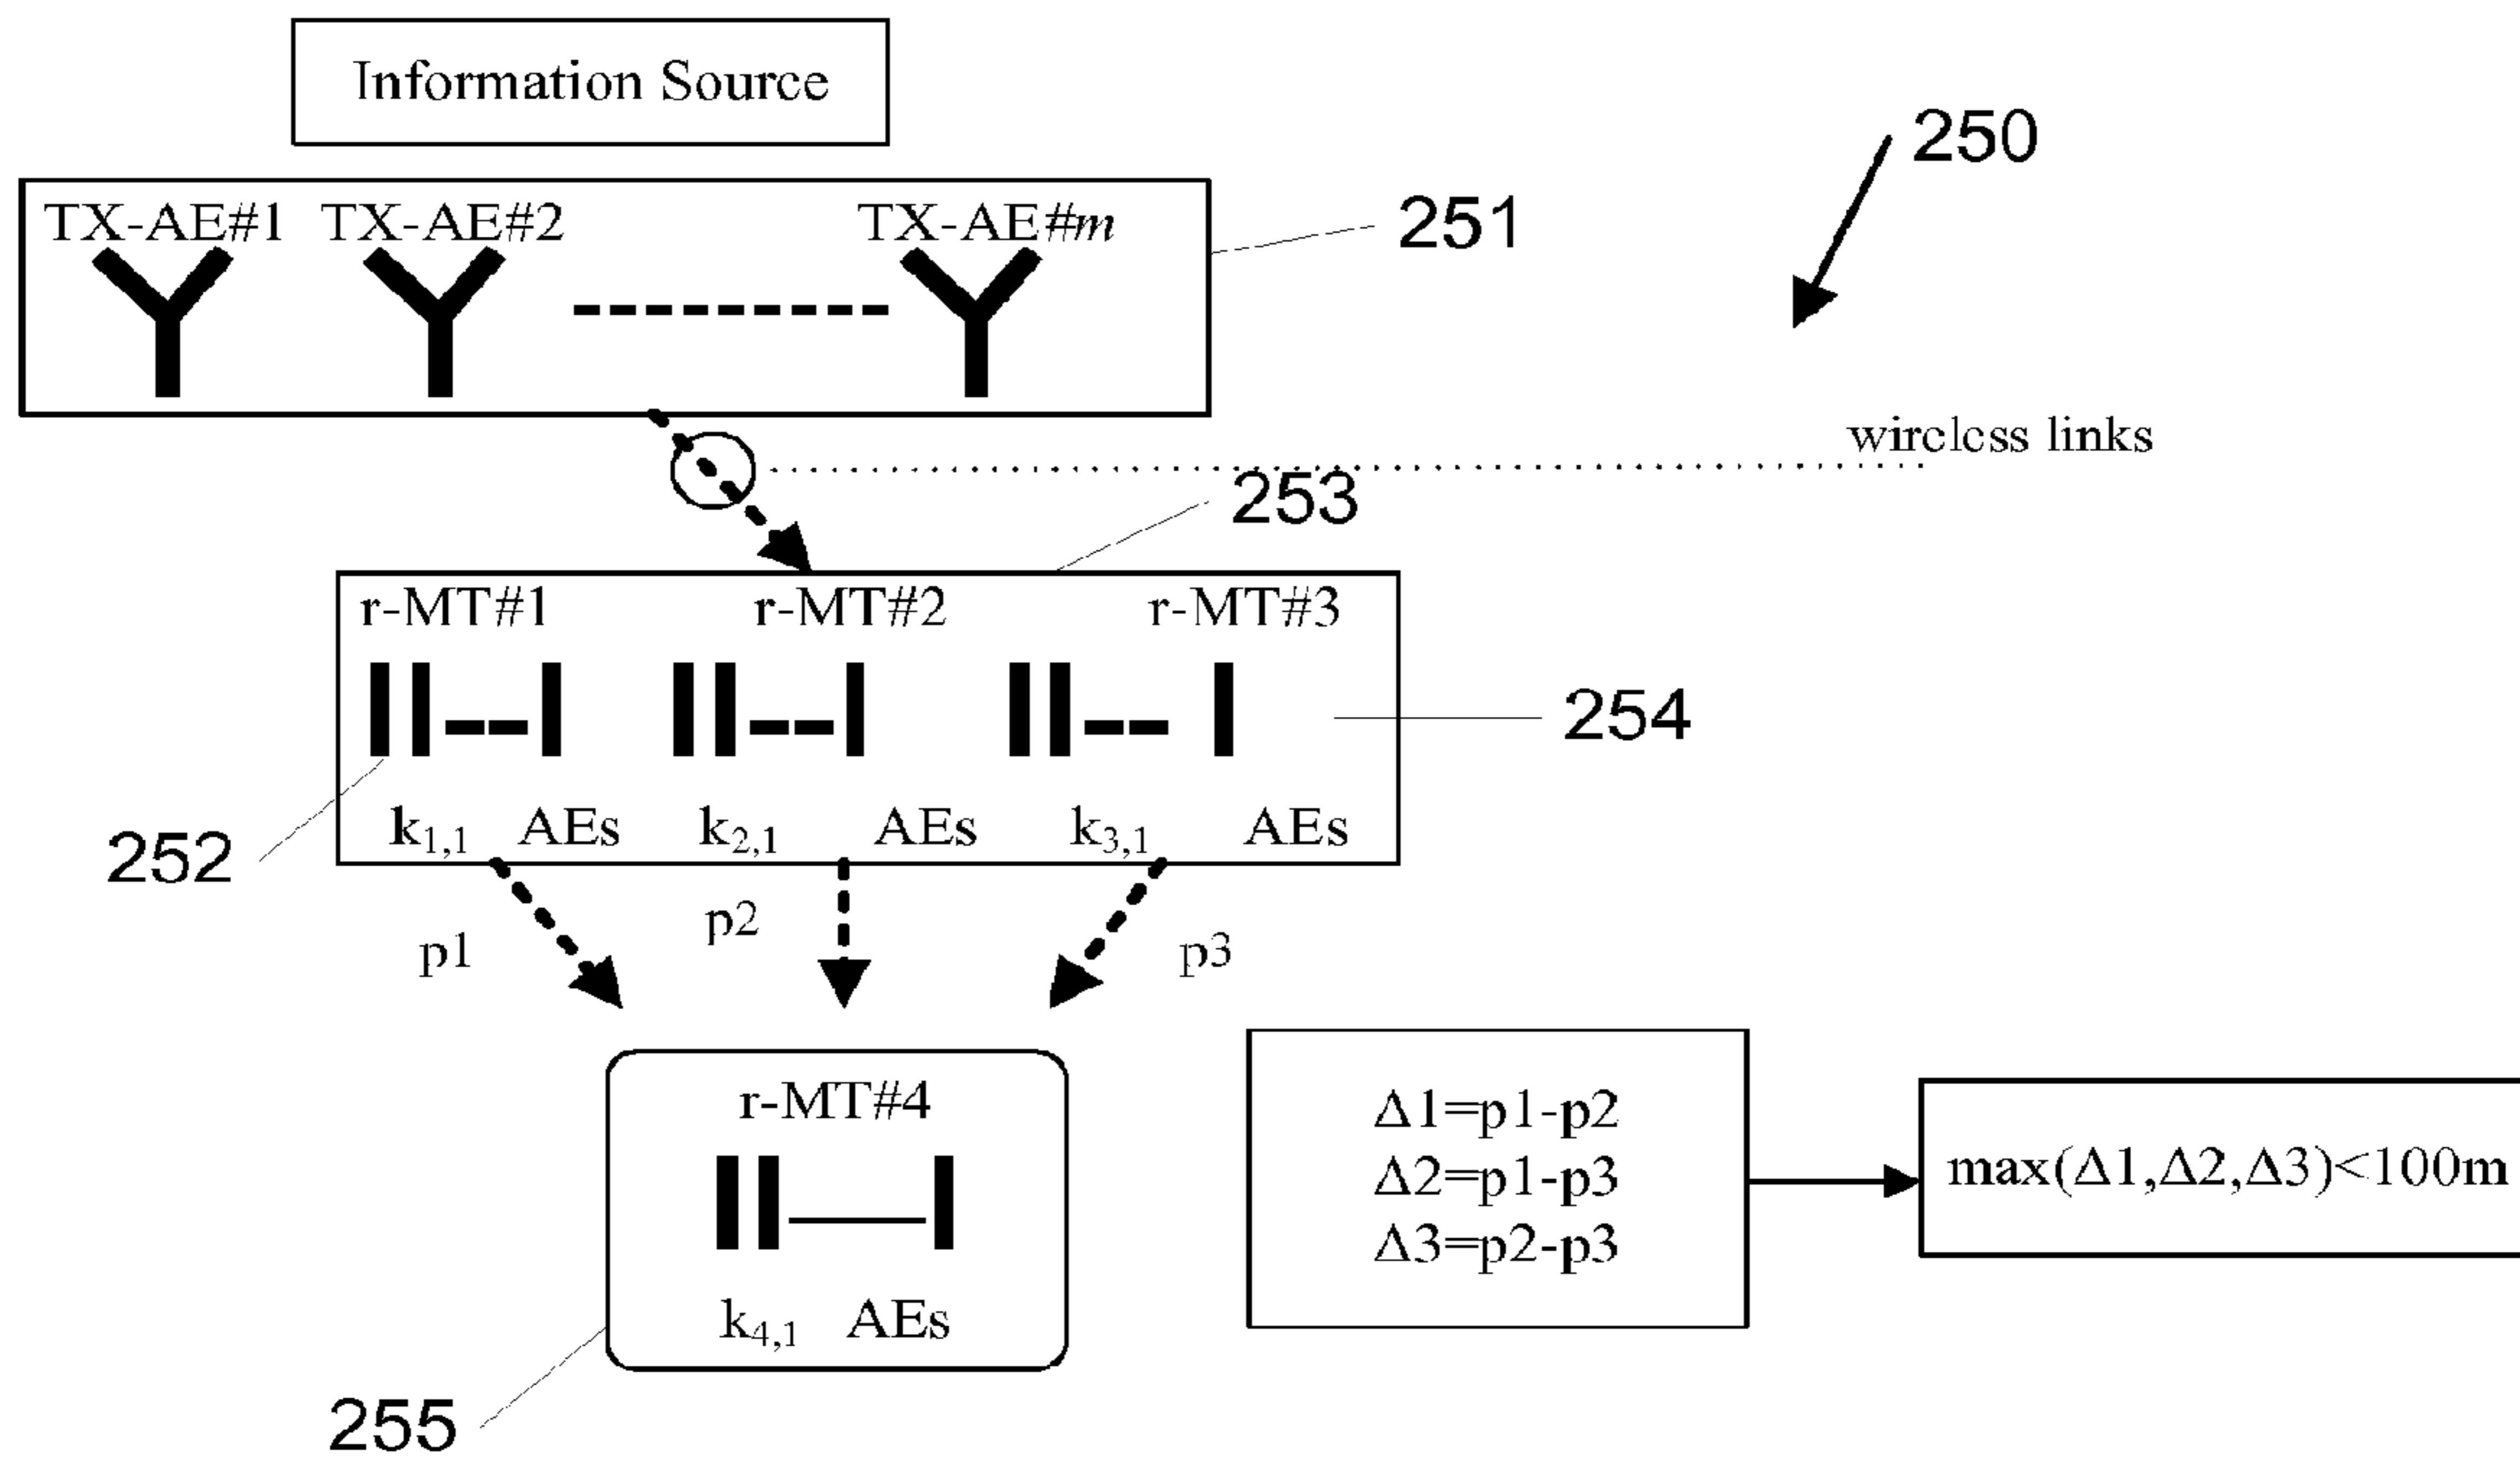 Information Source
250
TX-AE#1 TX-AE#2 TX-AE#m
251
wireless links
253
r-MT#1 r-MT#2 r-MT#3
254
k1,1 AEs k2,1 AEs k3,1 AEs
252
p1 p2 p3
r-MT#4
k4,1 AEs
255
Δ1=p1-p2
Δ2=p1-p3
Δ3=p2-p3
max(Δ1,Δ2,Δ3)<100m